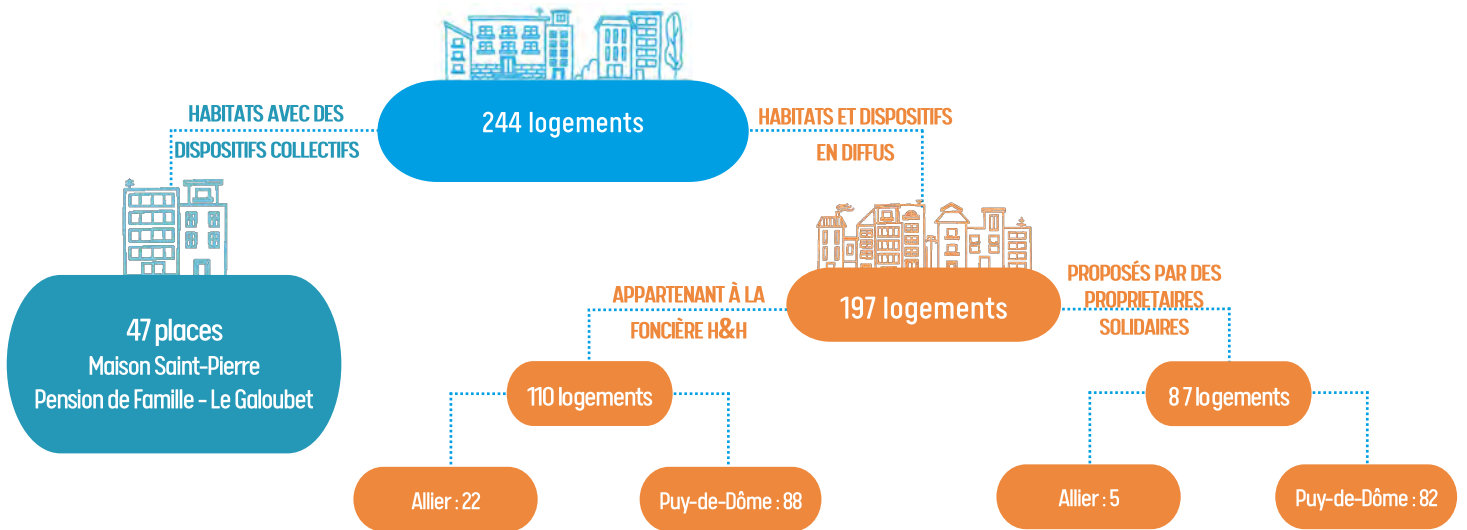 244 logements
HABITATS AVEC DES
DISPOSITIFS COLLECTIFS
HABITATS ET DISPOSITIFS
EN DIFFUS
47 places
Maison Saint-Pierre
Pension de Famille - Le Galoubet
197 logements
APPARTENANT À LA
FONCIÈRE H&H
PROPOSÉS PAR DES
PROPRIETAIRES
SOLIDAIRES
110 logements
87 logements
Allier : 22
Puy-de-Dôme : 88
Allier : 5
Puy-de-Dôme : 82